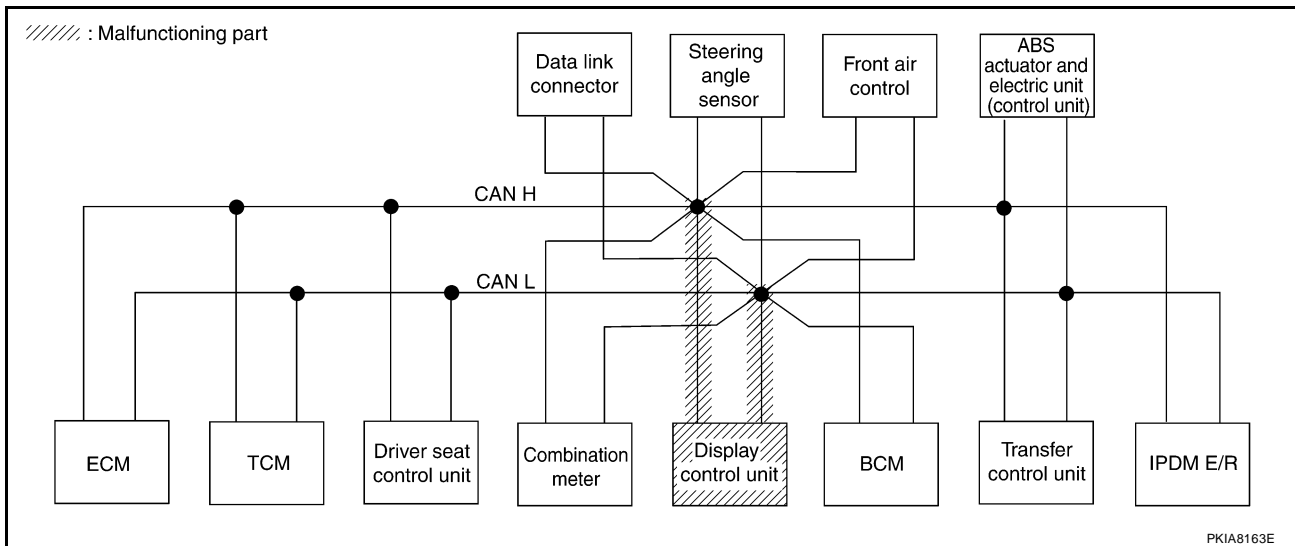 : Malfunctioning part
Data link
connector
Steering
angle
sensor
Front air
control
ABS
actuator and
electric unit
(control unit)
CAN H
CAN L
ECM
TCM
Driver seat
control unit
Combination
meter
Display
control unit
BCM
Transfer
control unit
IPDM E/R
PKIA8163E